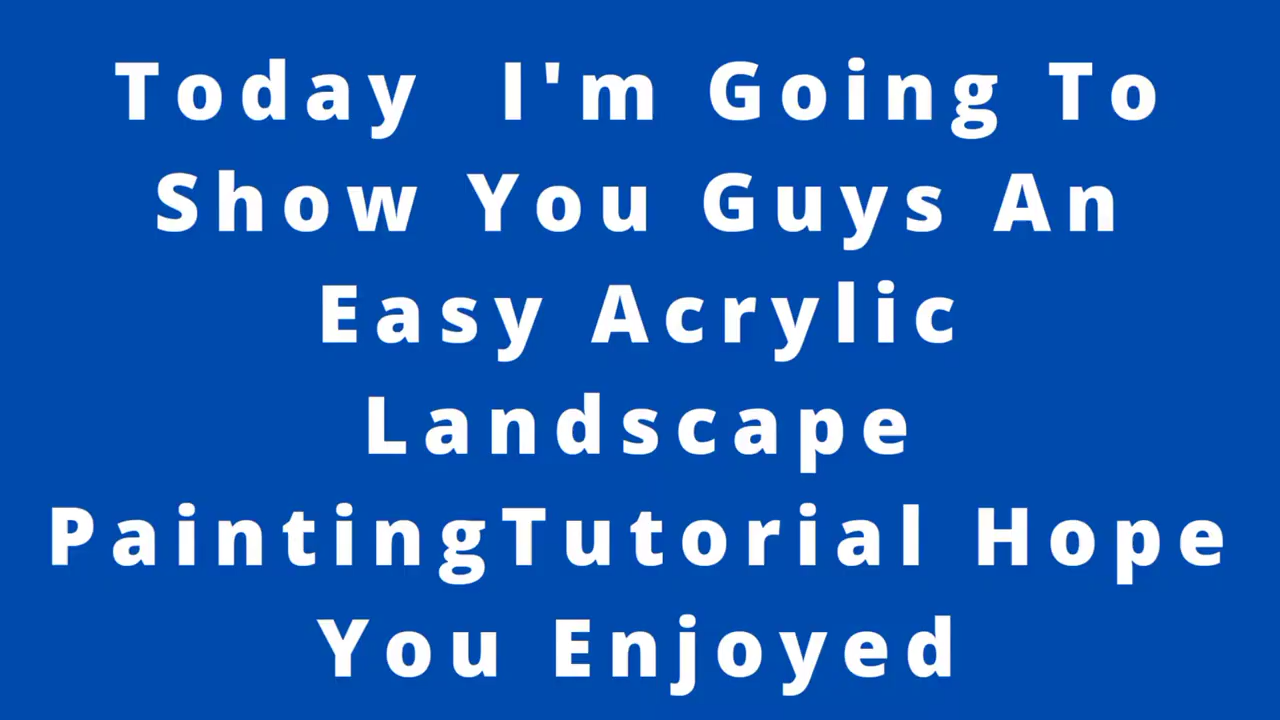 Today  I'm Going To
Show You Guys An
Easy Acrylic
Landscape
PaintingTutorial Hope
You Enjoyed